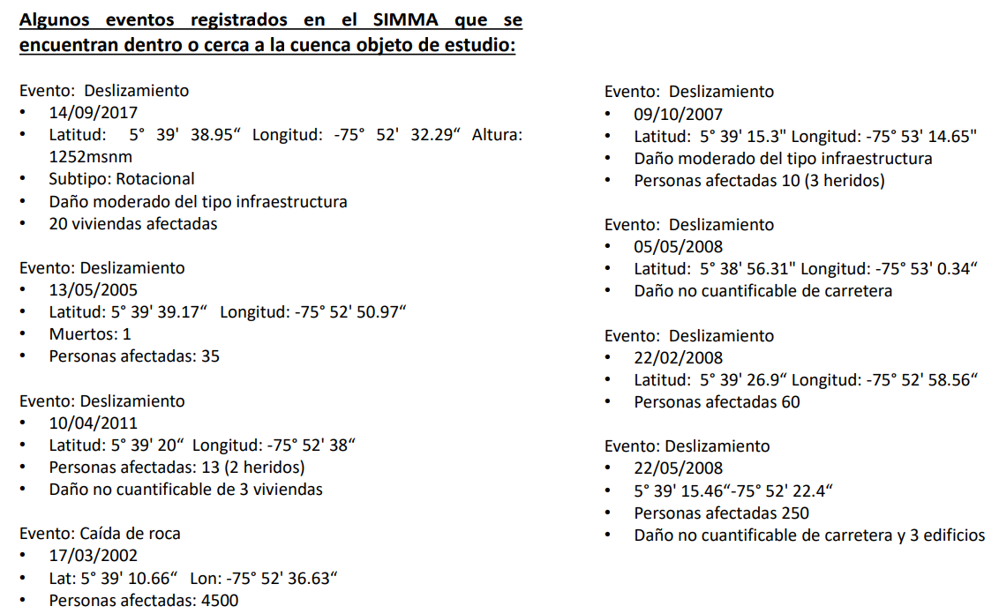 Algunos eventos registrados en el SIMMA que se
encuentran dentro o cerca a la cuenca objeto de estudio:
Evento: Deslizamiento
• 14/09/2017
• Latitud: 5° 39' 38.95“ Longitud: -75° 52' 32.29“ Altura:
1252msnm
• Subtipo: Rotacional
• Daño moderado del tipo infraestructura
• 20 viviendas afectadas
Evento: Deslizamiento
• 13/05/2005
• Latitud: 5° 39' 39.17“ Longitud: -75° 52' 50.97“
• Muertos: 1
• Personas afectadas: 35
Evento: Deslizamiento
• 10/04/2011
• Latitud: 5° 39' 20“ Longitud: -75° 52' 38“
• Personas afectadas: 13 (2 heridos)
• Daño no cuantificable de 3 viviendas
Evento: Caída de roca
• 17/03/2002
• Lat: 5° 39' 10.66“ Lon: -75° 52' 36.63“
• Personas afectadas: 4500
Evento: Deslizamiento
• 09/10/2007
• Latitud: 5° 39' 15.3" Longitud: -75° 53' 14.65"
• Daño moderado del tipo infraestructura
• Personas afectadas 10 (3 heridos)
Evento: Deslizamiento
• 05/05/2008
• Latitud: 5° 38' 56.31" Longitud: -75° 53' 0.34“
• Daño no cuantificable de carretera
Evento: Deslizamiento
• 22/02/2008
• Latitud: 5° 39' 26.9“ Longitud: -75° 52' 58.56“
• Personas afectadas 60
Evento: Deslizamiento
• 22/05/2008
• 5° 39' 15.46“-75° 52' 22.4“
• Personas afectadas 250
• Daño no cuantificable de carretera y 3 edificios